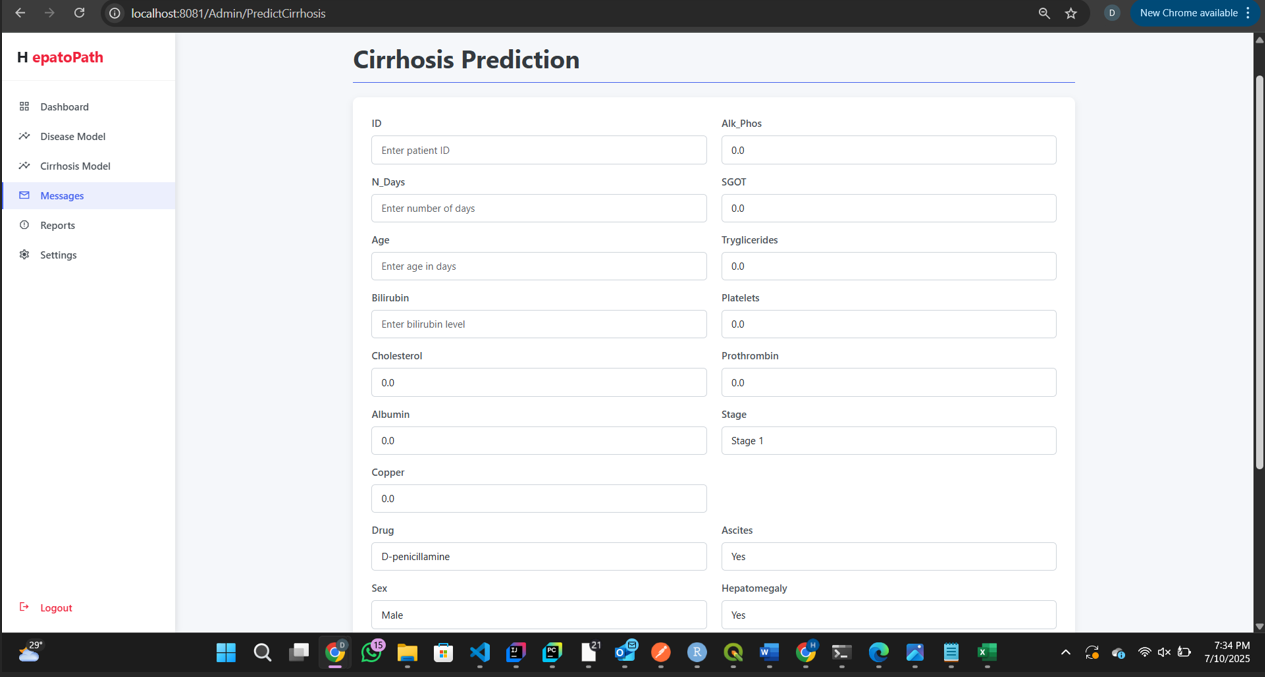 localhost:8081/Admin/PredictCirrhosis
D
New Chrome available
H epatoPath
Dashboard
Disease Model
Cirrhosis Model
Messages
Reports
Settings
Logout
Cirrhosis Prediction
ID
Enter patient ID
Alk_Phos
0.0
N_Days
Enter number of days
SGOT
0.0
Age
Enter age in days
Tryglicerides
0.0
Bilirubin
Enter bilirubin level
Platelets
0.0
Cholesterol
0.0
Prothrombin
0.0
Albumin
0.0
Stage
Stage 1
Copper
0.0
Drug
D-penicillamine
Ascites
Yes
Sex
Male
Hepatomegaly
Yes
29°
D
15
IJ
PC
21
O
R
W
H
X
7:34 PM
7/10/2025